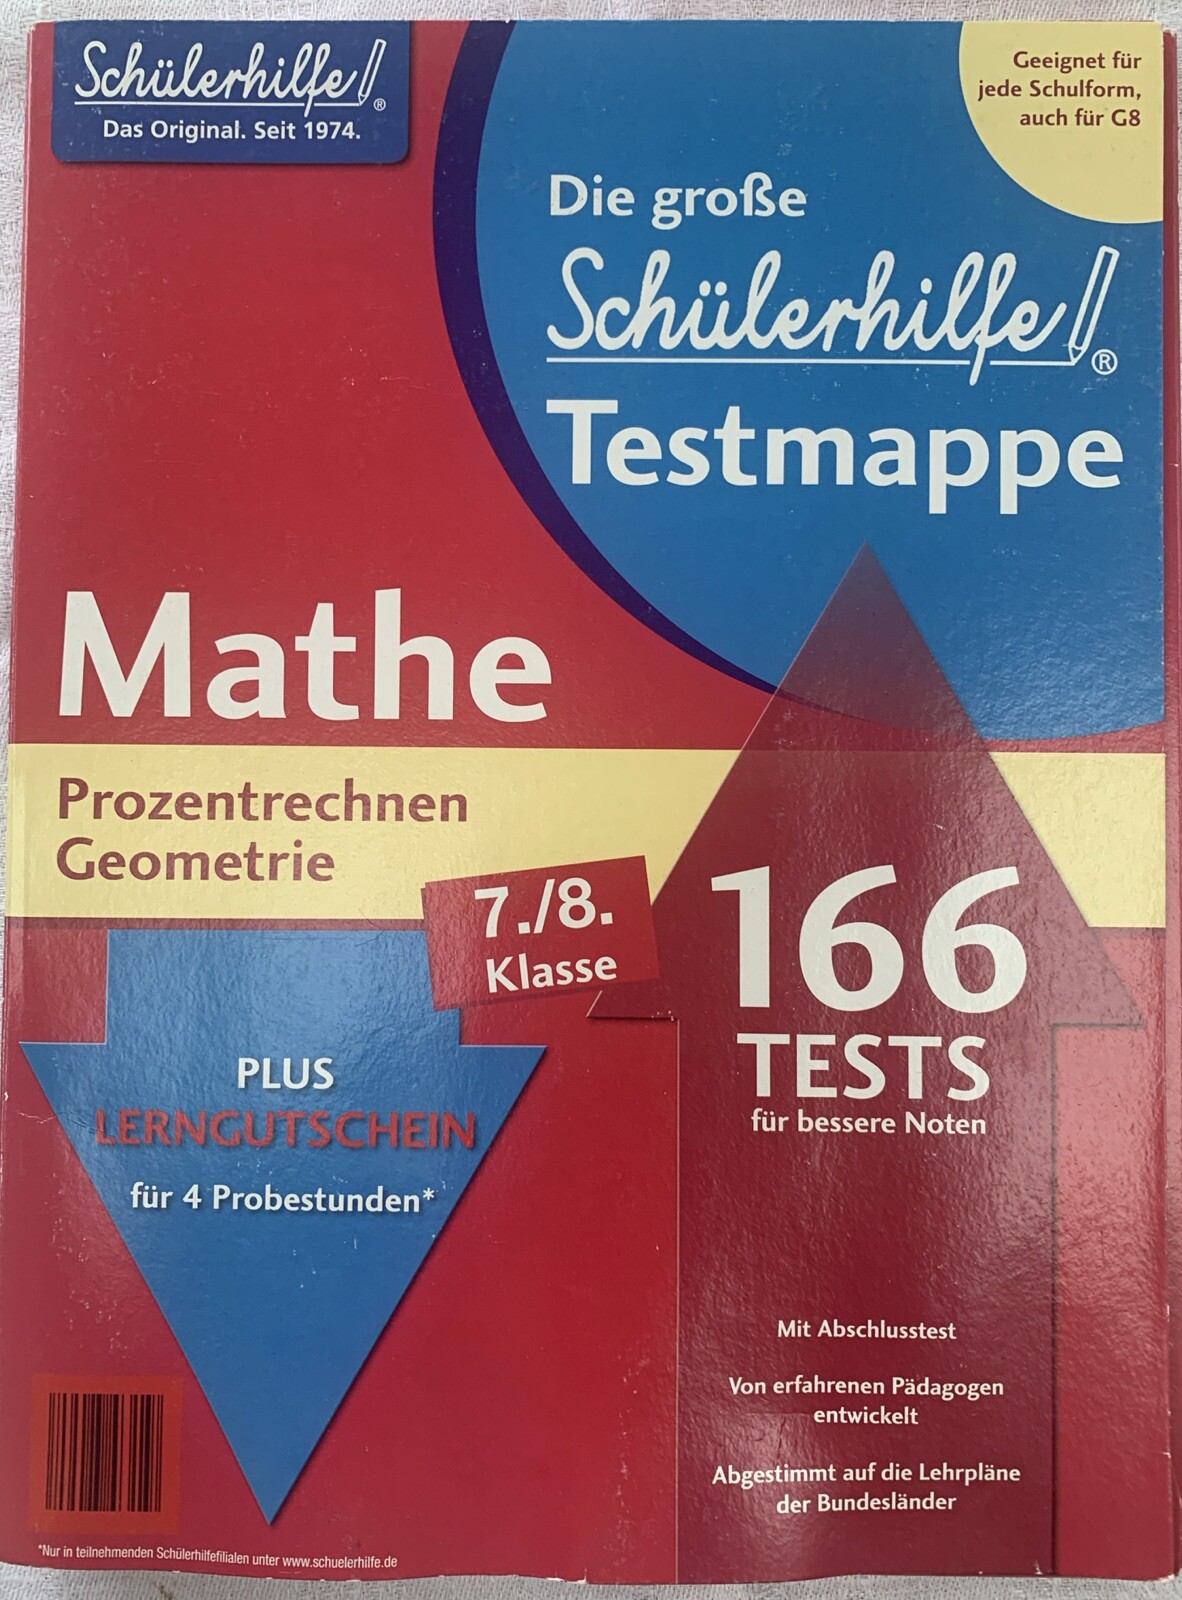 Schülerhilfe!®
Das Original. Seit 1974.
Geeignet für
jede Schulform,
auch für G8
Die große
Schülerhilfe!®
Testmappe
Mathe
Prozentrechnen
Geometrie
7./8.
Klasse
166
TESTS
für bessere Noten
PLUS
LERNGUTSCHEIN
für 4 Probestunden*
Mit Abschlusstest
Von erfahrenen Pädagogen
entwickelt
Abgestimmt auf die Lehrpläne
der Bundesländer
*Nur in teilnehmenden Schülerhilfefilialen unter www.schuelerhilfe.de